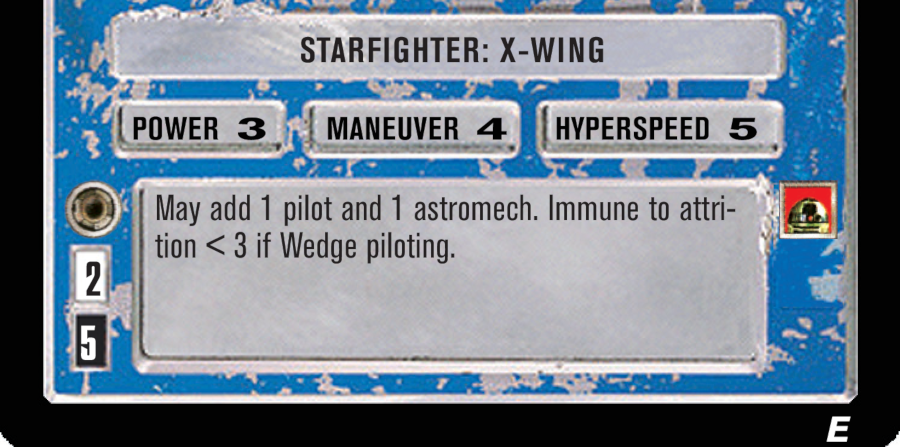 STARFIGHTER: X-WING
POWER 3 MANEUVER 4 HYPERSPEED 5
May add 1 pilot and 1 astromech. Immune to attri-
tion < 3 if Wedge piloting.
2
5
E